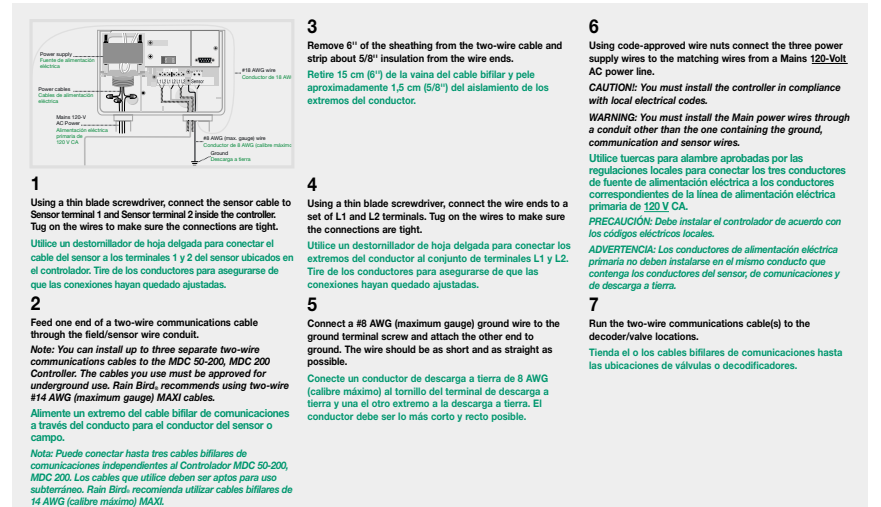 Power supply
Fuente de alimentación
eléctrica
Power cables
Cables de alimentación
eléctrica
Mains 120-V
AC Power
Alimentación eléctrica
primaria de
120 V CA
Sensor
#18 AWG wire
Conductor de 18 AW
#8 AWG (max. gauge) wire
Conductor de 8 AWG (calibre máximo
Ground
Descarga a tierra
1
Using a thin blade screwdriver, connect the sensor cable to
Sensor terminal 1 and Sensor terminal 2 inside the controller.
Tug on the wires to make sure the connections are tight.
Utilice un destornillador de hoja delgada para conectar el
cable del sensor a los terminales 1 y 2 del sensor ubicados en
el controlador. Tire de los conductores para asegurarse de
que las conexiones hayan quedado ajustadas.
2
Feed one end of a two-wire communications cable
through the field/sensor wire conduit.
Note: You can install up to three separate two-wire
communications cables to the MDC 50-200, MDC 200
Controller. The cables you use must be approved for
underground use. Rain Bird® recommends using two-wire
#14 AWG (maximum gauge) MAXI cables.
Alimente un extremo del cable bifilar de comunicaciones
a través del conducto para el conductor del sensor o
campo.
Nota: Puede conectar hasta tres cables bifilares de
comunicaciones independientes al Controlador MDC 50-200,
MDC 200. Los cables que utilice deben ser aptos para uso
subterráneo. Rain Bird® recomienda utilizar cables bifilares de
14 AWG (calibre máximo) MAXI.
3
Remove 6" of the sheathing from the two-wire cable and
strip about 5/8" insulation from the wire ends.
Retire 15 cm (6") de la vaina del cable bifilar y pele
aproximadamente 1,5 cm (5/8") del aislamiento de los
extremos del conductor.
4
Using a thin blade screwdriver, connect the wire ends to a
set of L1 and L2 terminals. Tug on the wires to make sure
the connections are tight.
Utilice un destornillador de hoja delgada para conectar los
extremos del conductor al conjunto de terminales L1 y L2.
Tire de los conductores para asegurarse de que las
conexiones hayan quedado ajustadas.
5
Connect a #8 AWG (maximum gauge) ground wire to the
ground terminal screw and attach the other end to
ground. The wire should be as short and as straight as
possible.
Conecte un conductor de descarga a tierra de 8 AWG
(calibre máximo) al tornillo del terminal de descarga a
tierra y una el otro extremo a la descarga a tierra. El
conductor debe ser lo más corto y recto posible.
6
Using code-approved wire nuts connect the three power
supply wires to the matching wires from a Mains 120-Volt
AC power line.
CAUTION!: You must install the controller in compliance
with local electrical codes.
WARNING: You must install the Main power wires through
a conduit other than the one containing the ground,
communication and sensor wires.
Utilice tuercas para alambre aprobadas por las
regulaciones locales para conectar los tres conductores
de fuente de alimentación eléctrica a los conductores
correspondientes de la línea de alimentación eléctrica
primaria de 120 V CA.
PRECAUCIÓN: Debe instalar el controlador de acuerdo con
los códigos eléctricos locales.
ADVERTENCIA: Los conductores de alimentación eléctrica
primaria no deben instalarse en el mismo conducto que
contenga los conductores del sensor, de comunicaciones y
de descarga a tierra.
7
Run the two-wire communications cable(s) to the
decoder/valve locations.
Tienda el o los cables bifilares de comunicaciones hasta
las ubicaciones de válvulas o decodificadores.